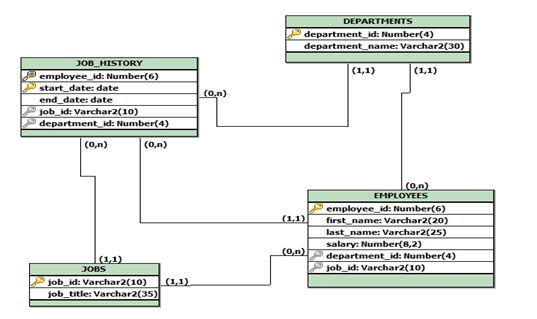 DEPARTMENTS
department_id: Number(4)
department_name: Varchar2(30)
(1,1)
(1,1)
JOB_HISTORY
employee_id: Number(6)
start_date: date
end_date: date
job_id: Varchar2(10)
department_id: Number(4)
(0,n)
(0,n)
(0,n)
(0,n)
EMPLOYEES
employee_id: Number(6)
first_name: Varchar2(20)
last_name: Varchar2(25)
salary: Number(8,2)
department_id: Number(4)
job_id: Varchar2(10)
(1,1)
(0,n)
(1,1)
JOBS
job_id: Varchar2(10)
job_title: Varchar2(35)
(1,1)